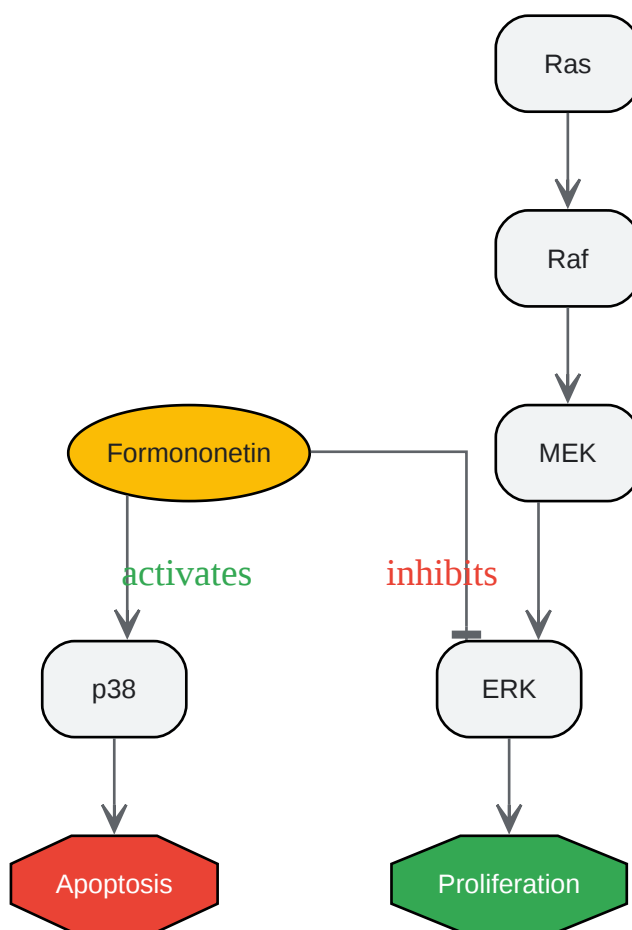 Ras
Raf
Formononetin
MEK
activates
inhibits
p38
ERK
Apoptosis
Proliferation